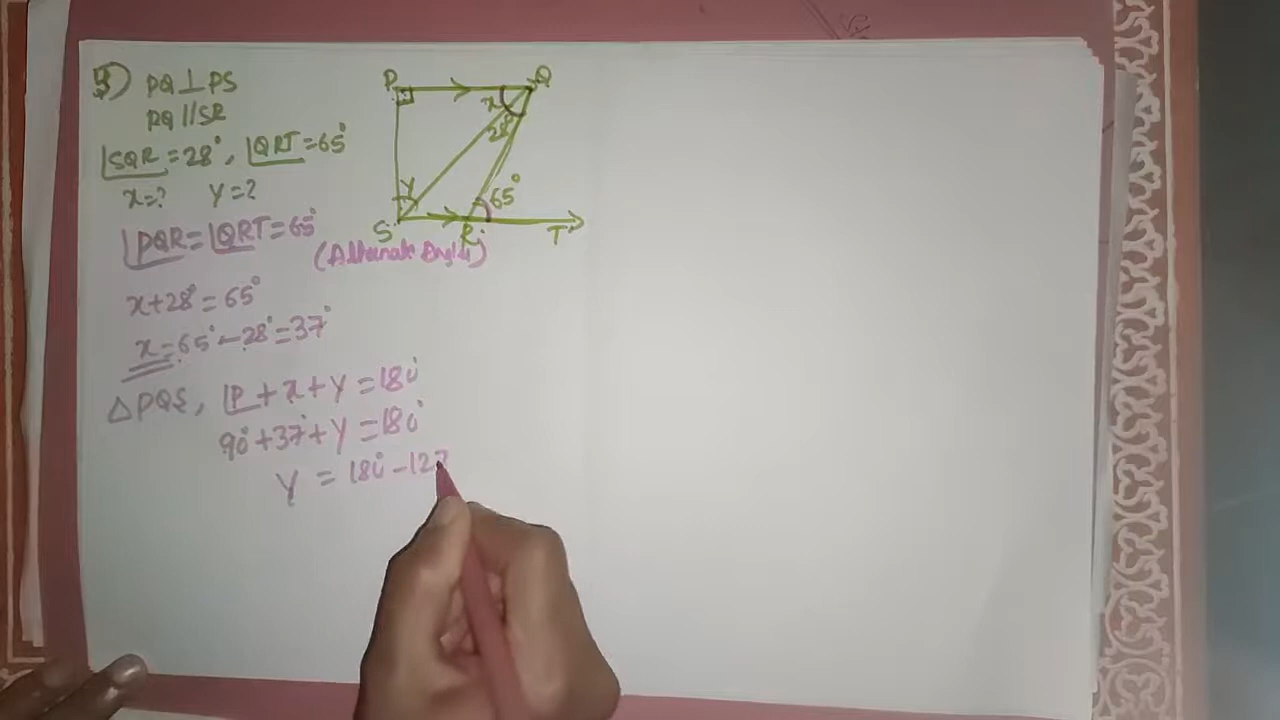 3) PQ⊥PS
PQ//SR
∠SQR=28°, ∠QRT=65°
x=? y=?
∠PQR=∠QRT=65°
(Alternate Angles)
x+28°=65°
x=65°-28°=37°
△PQS, ∠P+x+y=180°
90°+37°+y=180°
y=180°-127
P Q
x
28°
y 65°
S R T